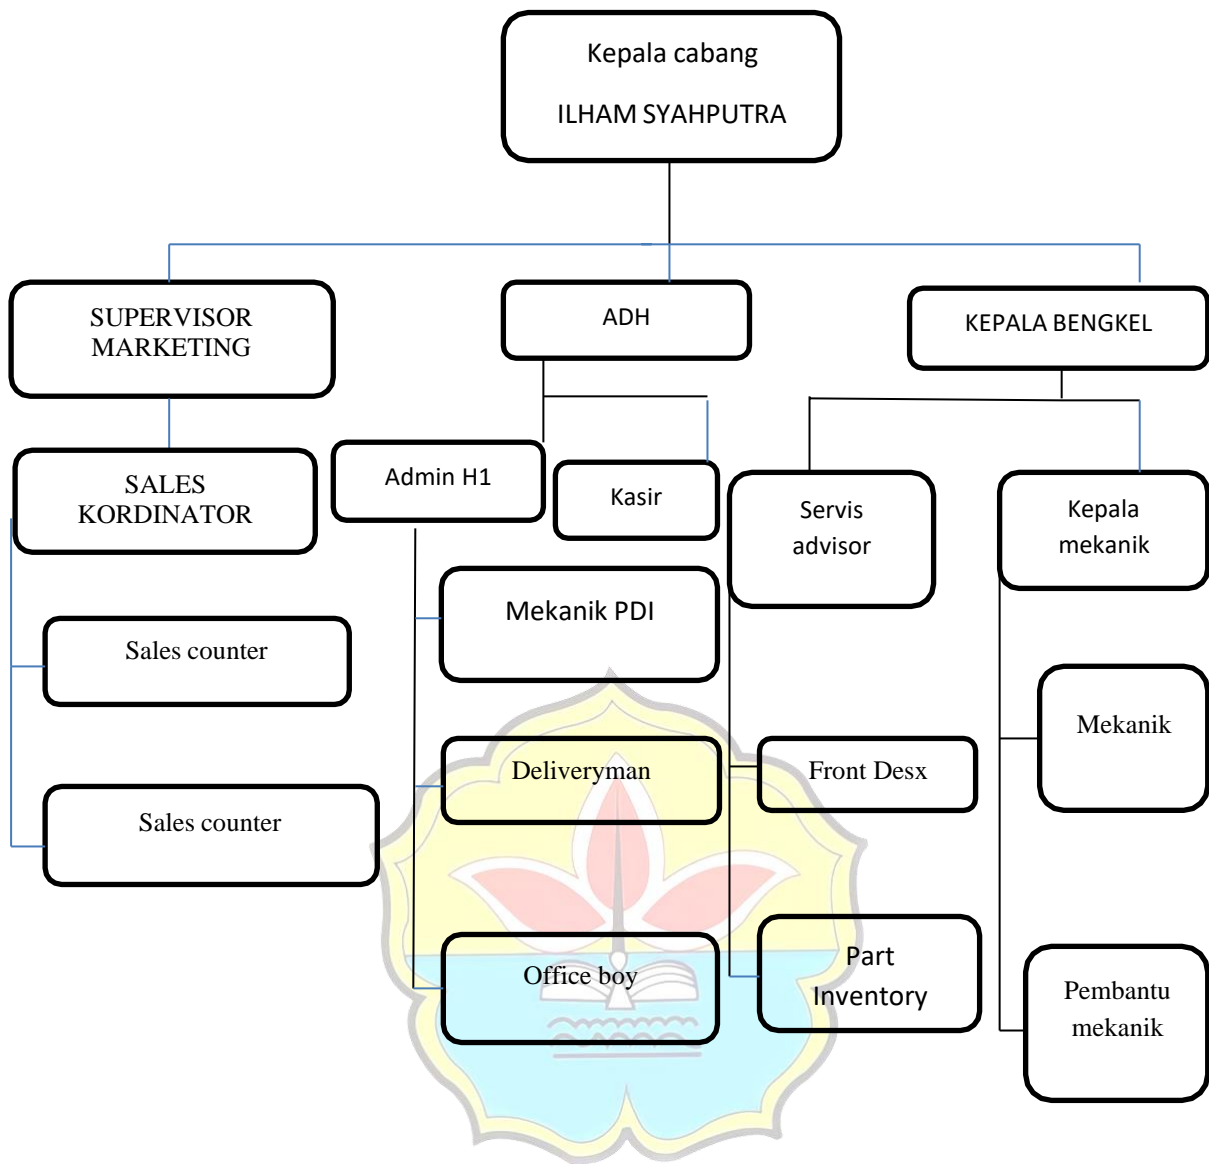 Kepala cabang
ILHAM SYAHPUTRA
SUPERVISOR
MARKETING
ADH
KEPALA BENGKEL
SALES
KORDINATOR
Admin H1
Kasir
Servis
advisor
Kepala
mekanik
Sales counter
Mekanik PDI
Mekanik
Sales counter
Deliveryman
Front Desx
Office boy
Part
Inventory
Pembantu
mekanik